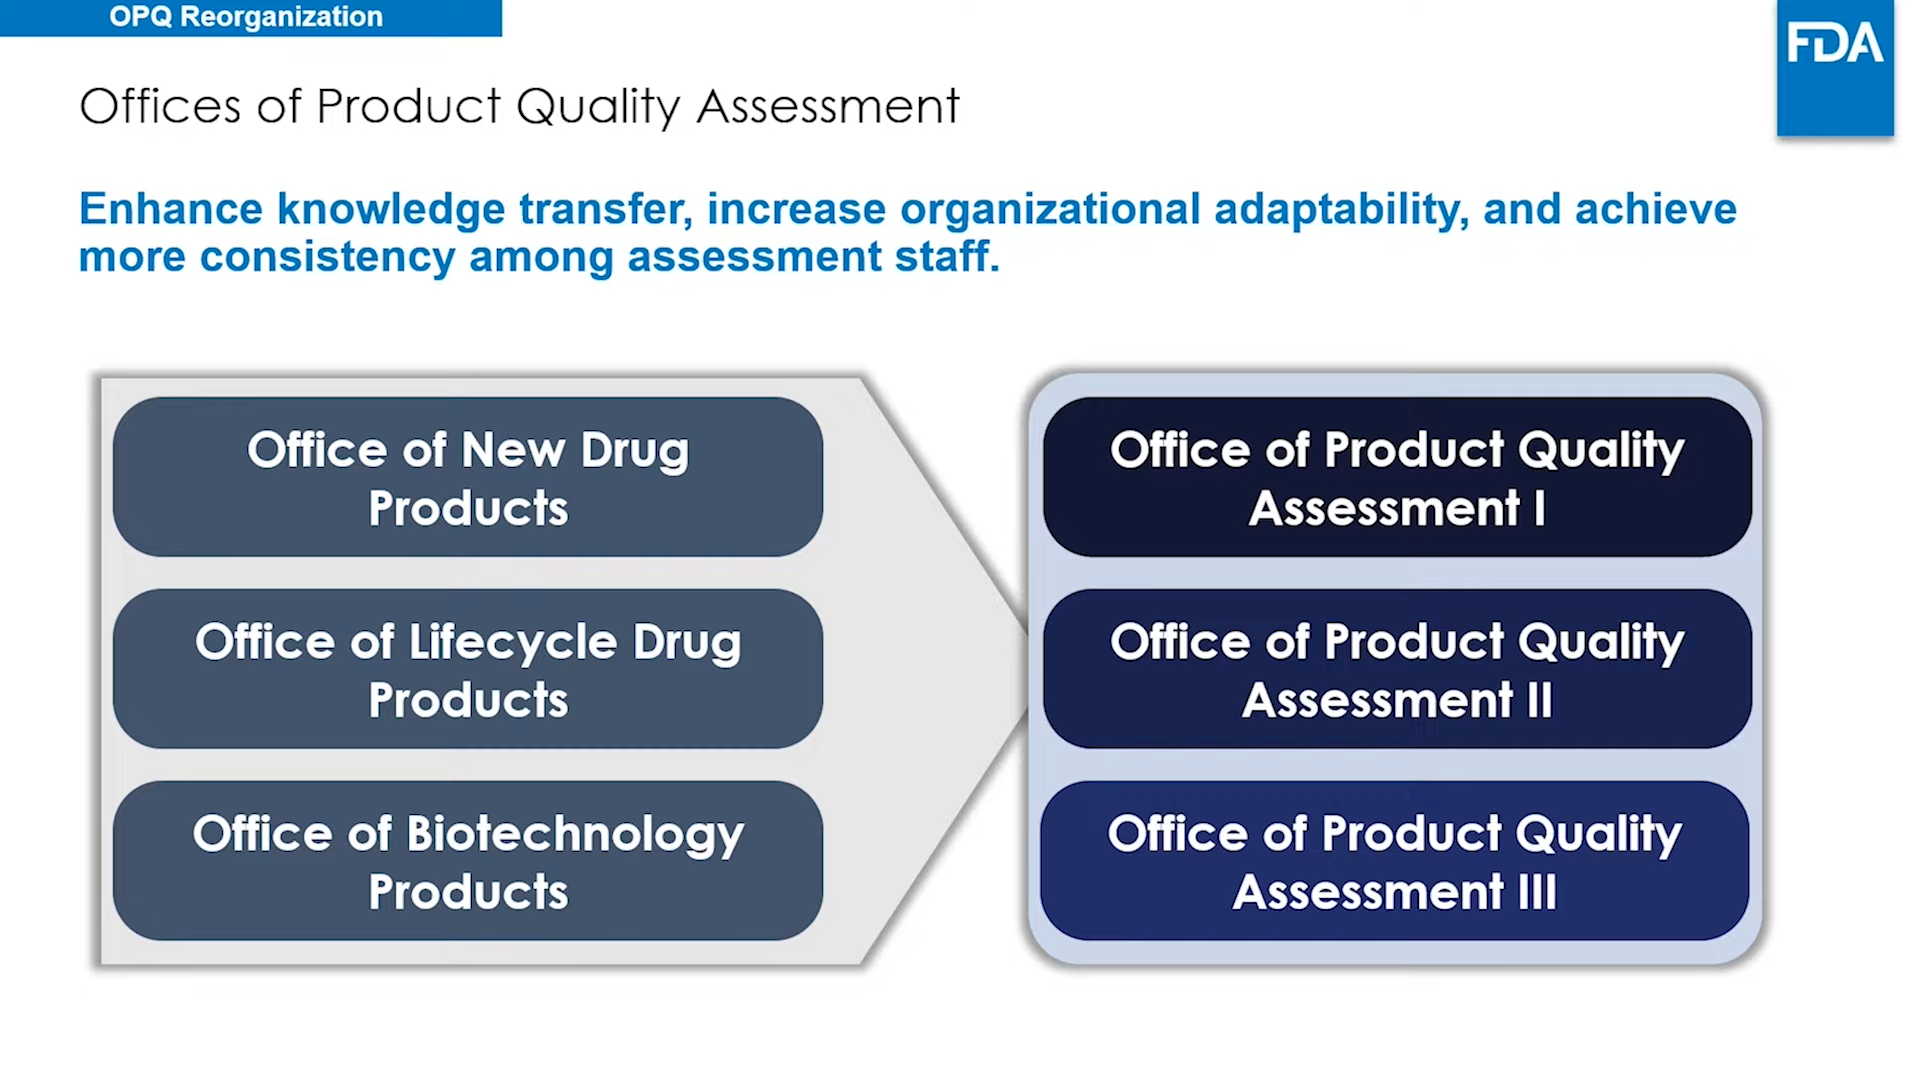 OPQ Reorganization
FDA
Offices of Product Quality Assessment
Enhance knowledge transfer, increase organizational adaptability, and achieve
more consistency among assessment staff.
Office of New Drug
Products
Office of Lifecycle Drug
Products
Office of Biotechnology
Products
Office of Product Quality
Assessment I
Office of Product Quality
Assessment II
Office of Product Quality
Assessment III